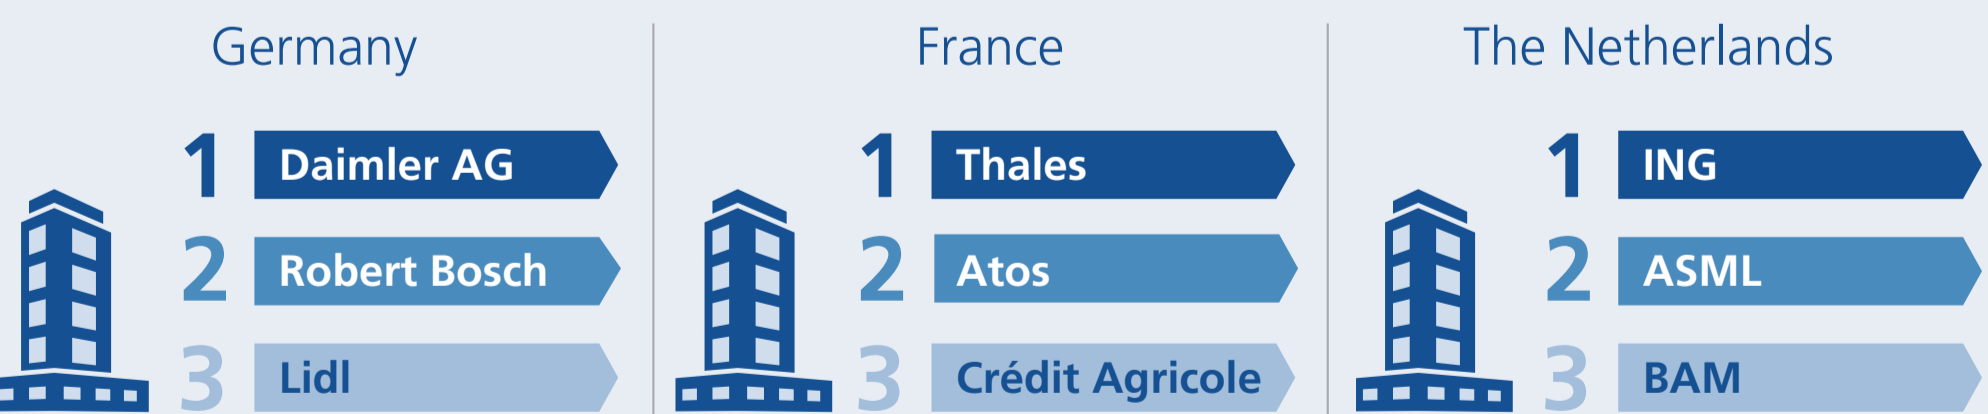 Germany
1 Daimler AG
2 Robert Bosch
3 Lidl
France
1 Thales
2 Atos
3 Crédit Agricole
The Netherlands
1 ING
2 ASML
3 BAM